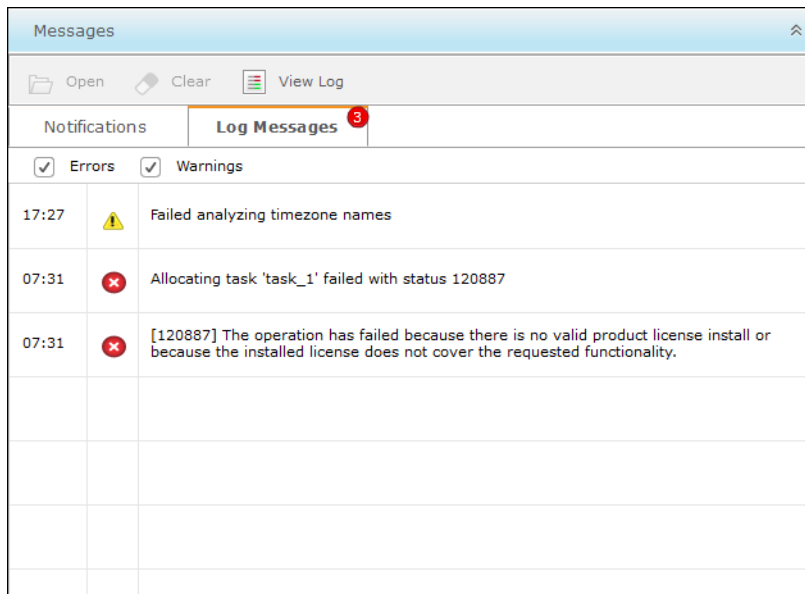 Messages
Open Clear View Log
Notifications Log Messages 3
Errors Warnings
17:27 Failed analyzing timezone names
07:31 Allocating task 'task_1' failed with status 120887
07:31 [120887] The operation has failed because there is no valid product license install or
because the installed license does not cover the requested functionality.